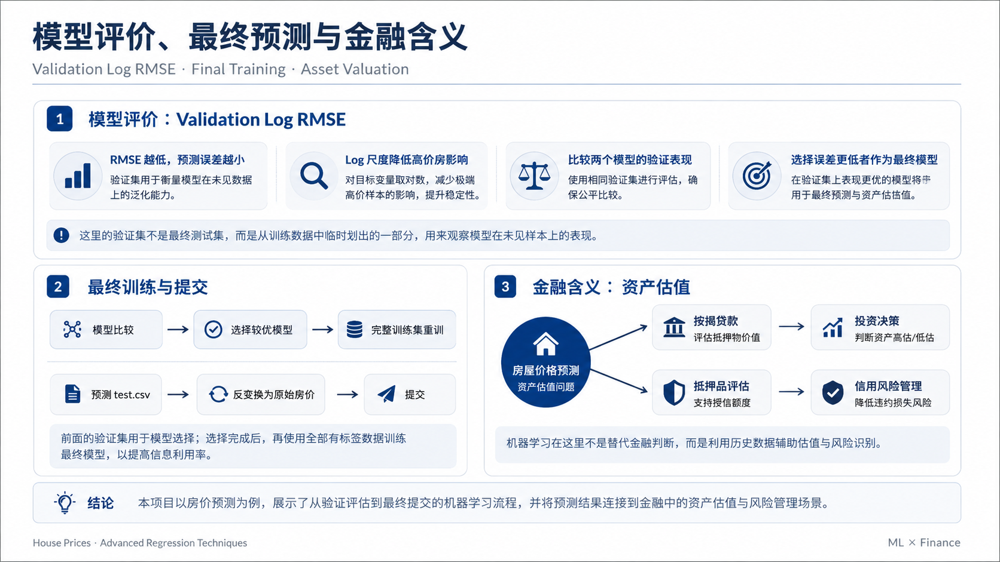 模型评价、最终预测与金融含义
Validation Log RMSE · Final Training · Asset Valuation
1 模型评价：Validation Log RMSE
RMSE 越低，预测误差越小
验证集用于衡量模型在未见数据
上的泛化能力。
Log 尺度降低高价房影响
对目标变量取对数，减少极端
高价样本的影响，提升稳定性。
比较两个模型的验证表现
使用相同验证集进行评估，确
保公平比较。
选择误差更低者作为最终模型
在验证集上表现更优的模型将
用于最终预测与资产估值。
这里的验证集不是最终测试集，而是从训练数据中临时划出的一部分，用来观察模型在未见样本上的表现。
2 最终训练与提交
模型比较
选择较优模型
完整训练集重训
预测 test.csv
反变换为原始房价
提交
前面的验证集用于模型选择；选择完成后，再使用全部有标签数据训练
最终模型，以提高信息利用率。
3 金融含义：资产估值
房屋价格预测
资产估值问题
按揭贷款
评估抵押物价值
投资决策
判断资产高估/低估
抵押品评估
支持授信额度
信用风险管理
降低违约损失风险
机器学习在这里不是替代金融判断，而是利用历史数据辅助估值与风险识别。
结论 本项目以房价预测为例，展示了从验证评估到最终提交的机器学习流程，并将预测结果连接到金融中的资产估值与风险管理场景。
House Prices · Advanced Regression Techniques
ML × Finance